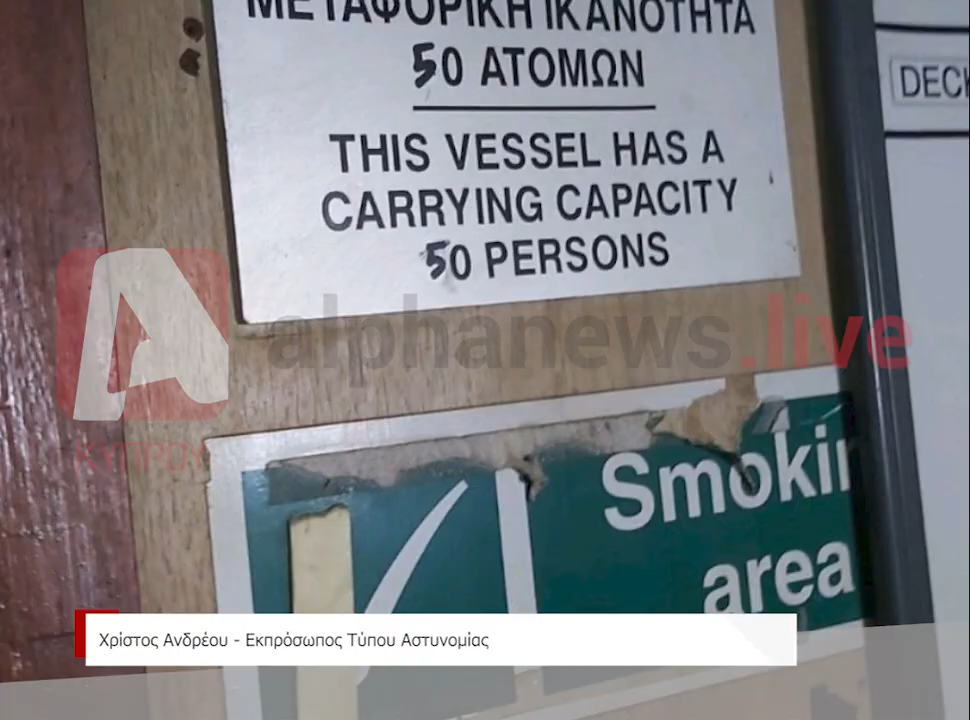 ΜΕΤΑΦΟΡΙΚΗ ΙΚΑΝΟΤΗΤΑ
50 ΑΤΟΜΩΝ
THIS VESSEL HAS A
CARRYING CAPACITY
50 PERSONS
DECK
alphanews.live
ΚΥΠΡΟΥ
Smokin
area
Χρίστος Ανδρέου - Εκπρόσωπος Τύπου Αστυνομίας